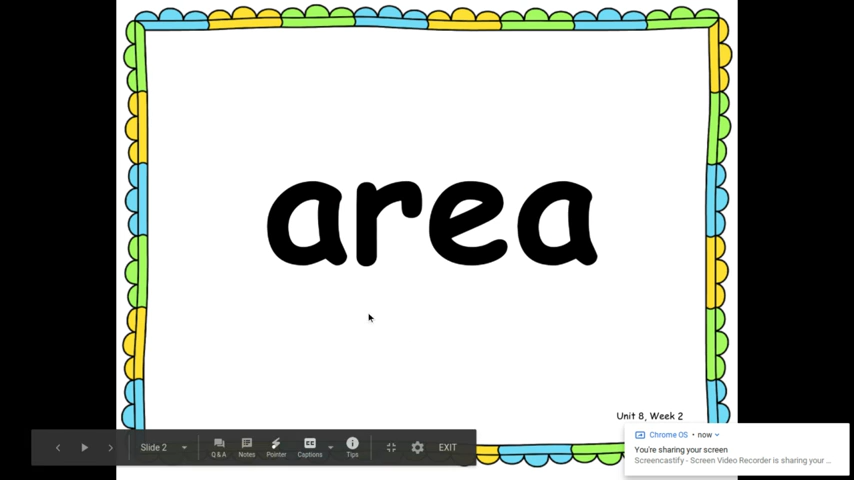 area
Unit 8, Week 2
Slide 2
Q & A
Notes
Pointer
Captions
Tips
EXIT
Chrome OS • now
You're sharing your screen
Screencastify - Screen Video Recorder is sharing your ...